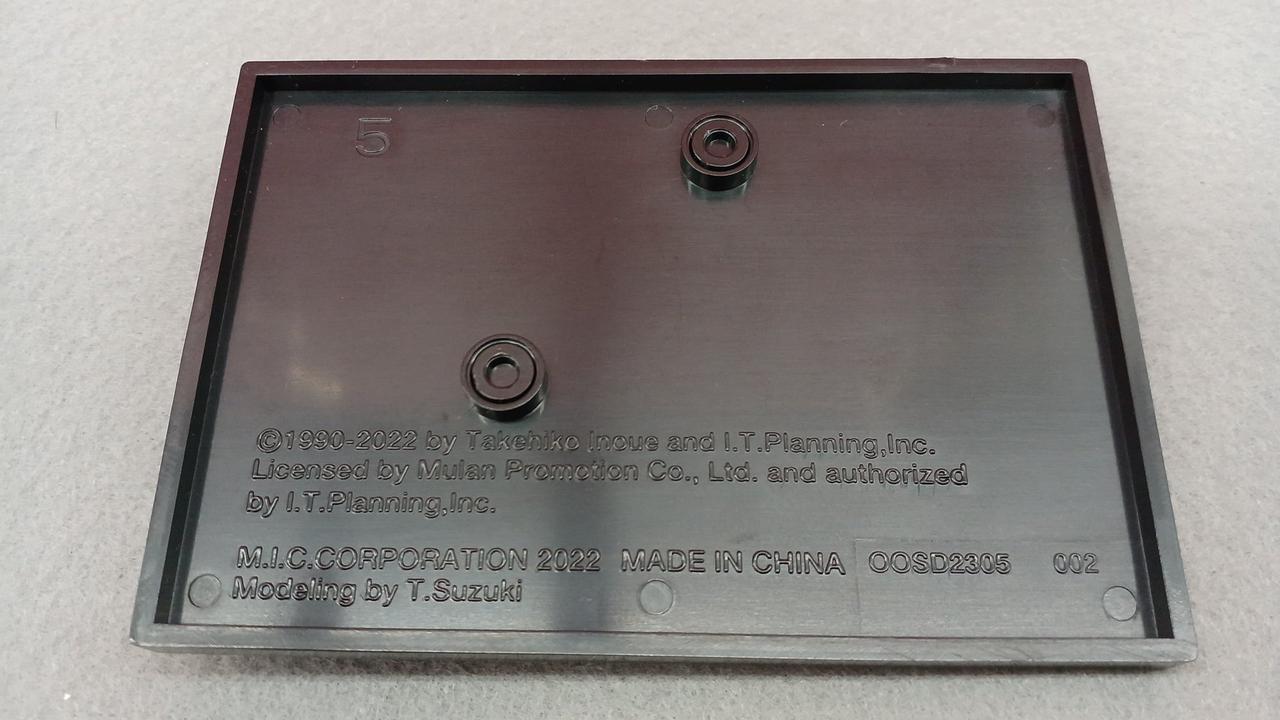 5
©1990-2022 by Takehiko Inoue and I.T.Planning,Inc.
Licensed by Mulan Promotion Co., Ltd. and authorized
by I.T.Planning,Inc.
M.I.C.CORPORATION 2022 MADE IN CHINA OOSD2305 002
Modeling by T.Suzuki